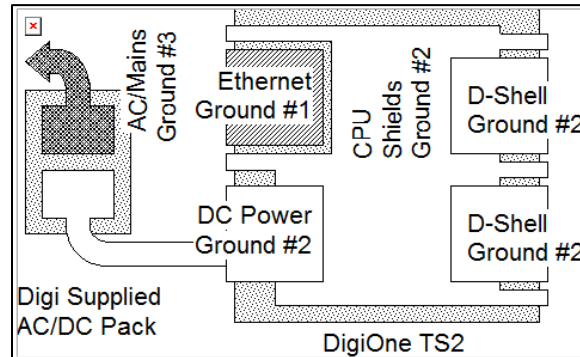 AC/Mains
Ground #3
Ethernet
Ground #1
CPU
Shields
Ground #2
D-Shell
Ground #2
DC Power
Ground #2
D-Shell
Ground #2
Digi Supplied
AC/DC Pack
DigiOne TS2